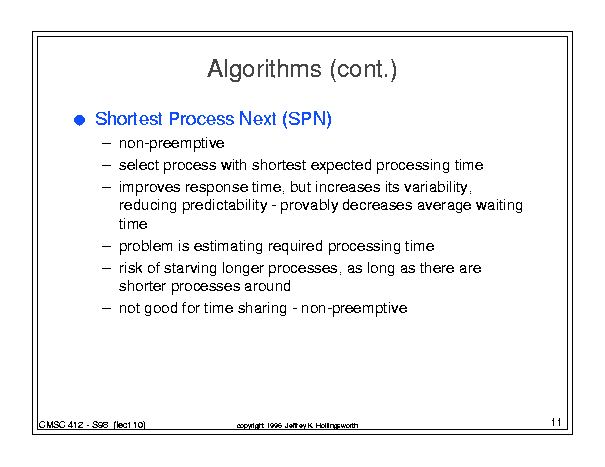 Algorithms (cont.)
● Shortest Process Next (SPN)
– non-preemptive
– select process with shortest expected processing time
– improves response time, but increases its variability,
reducing predictability - provably decreases average waiting
time
– problem is estimating required processing time
– risk of starving longer processes, as long as there are
shorter processes around
– not good for time sharing - non-preemptive
CMSC 412 - S98 (lect 10)
copyright 1996 Jeffrey K. Hollingsworth
11